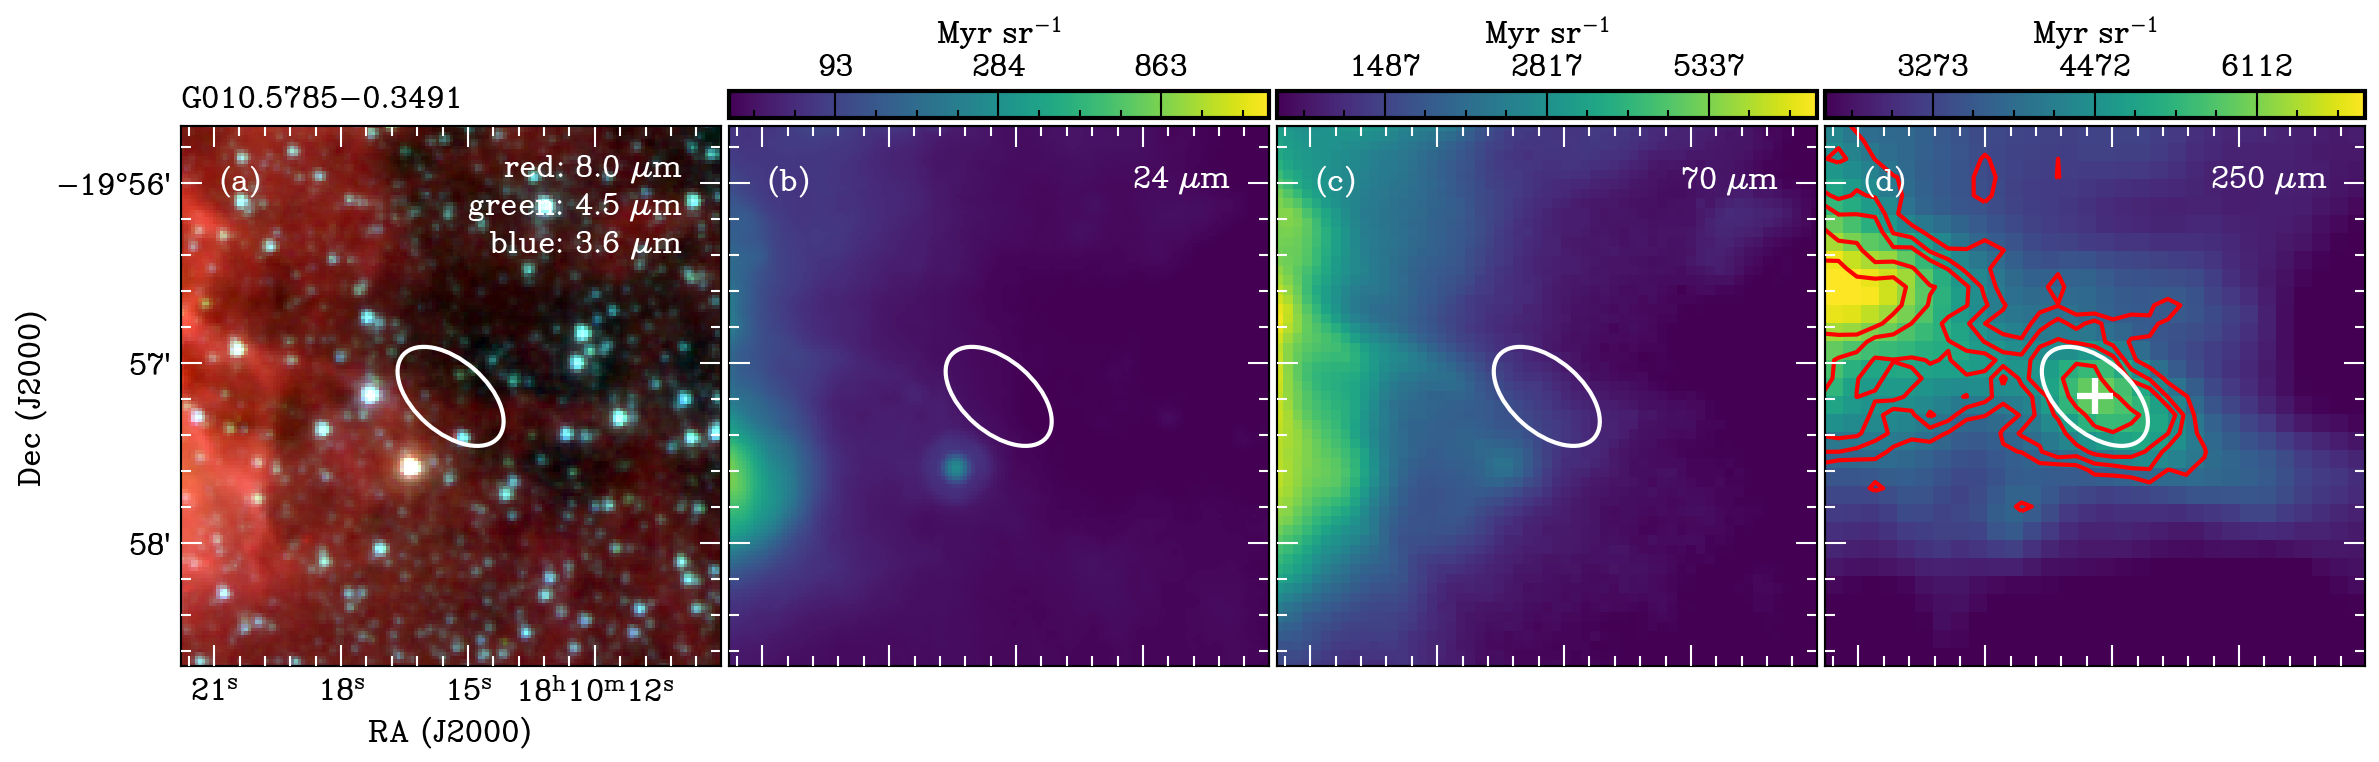 Myr sr⁻¹ Myr sr⁻¹ Myr sr⁻¹
93 284 863 1487 2817 5337 3273 4472 6112
G010.5785−0.3491
(a) red: 8.0 μm
green: 4.5 μm
blue: 3.6 μm
(b) 24 μm
(c) 70 μm
(d) 250 μm
−19°56'
57'
58'
Dec (J2000)
21ˢ 18ˢ 15ˢ 18ʰ10ᵐ12ˢ
RA (J2000)